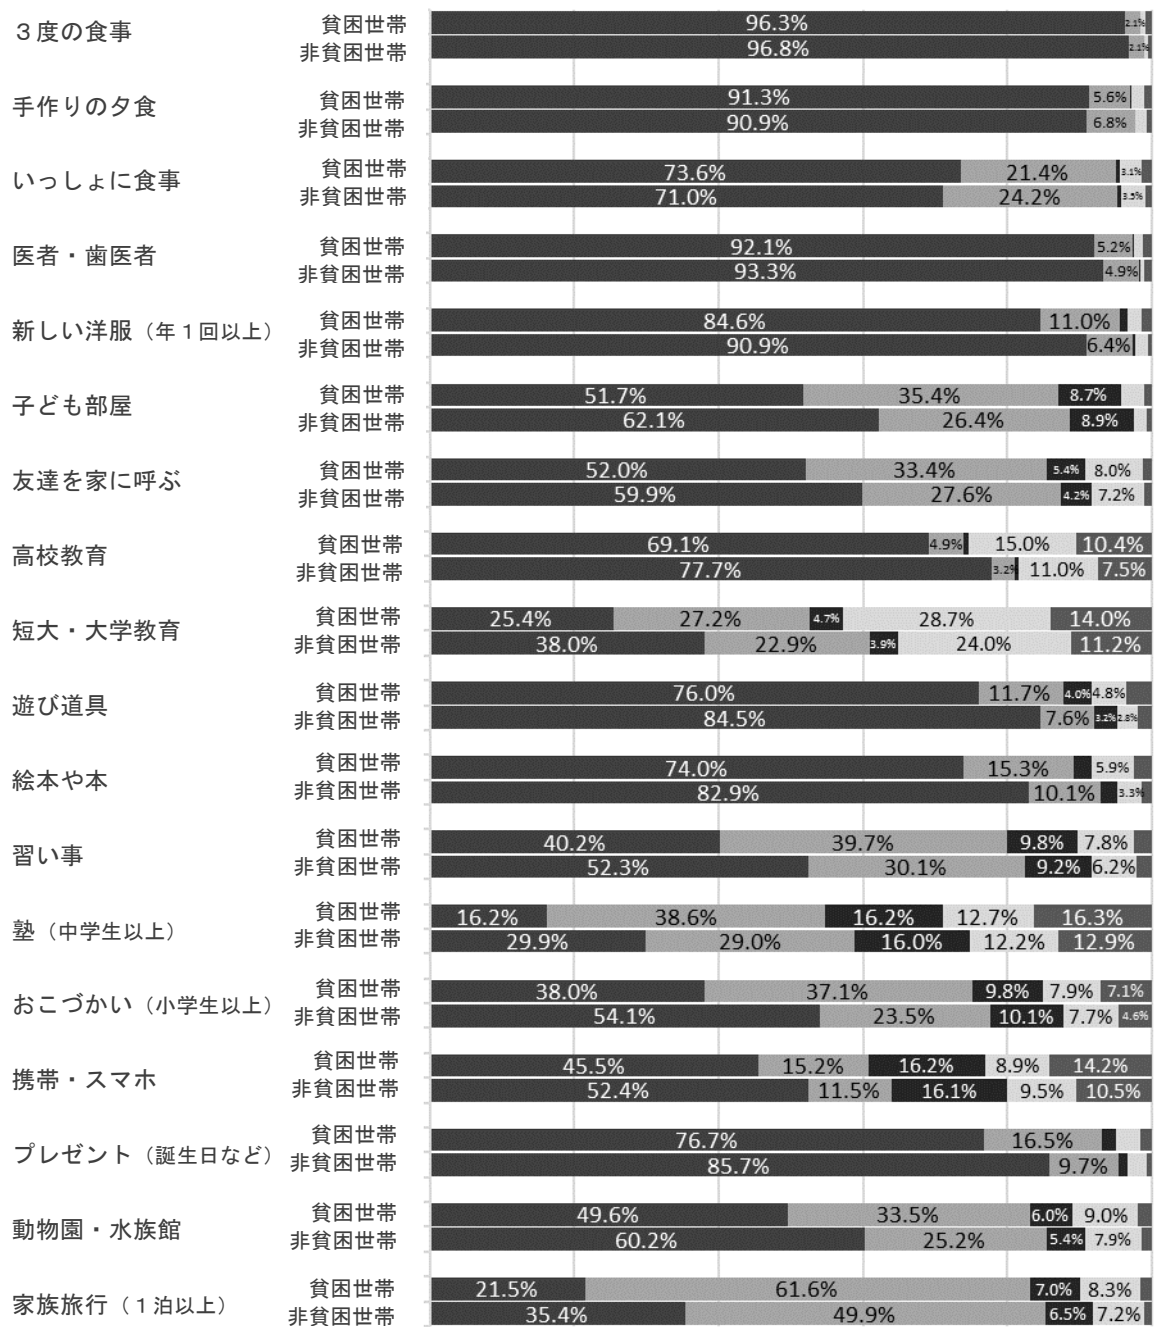 ３度の食事
貧困世帯 96.3% 2.1%
非貧困世帯 96.8% 2.1%
手作りの夕食
貧困世帯 91.3% 5.6%
非貧困世帯 90.9% 6.8%
いっしょに食事
貧困世帯 73.6% 21.4% 3.1%
非貧困世帯 71.0% 24.2% 3.5%
医者・歯医者
貧困世帯 92.1% 5.2%
非貧困世帯 93.3% 4.9%
新しい洋服（年１回以上）
貧困世帯 84.6% 11.0%
非貧困世帯 90.9% 6.4%
子ども部屋
貧困世帯 51.7% 35.4% 8.7%
非貧困世帯 62.1% 26.4% 8.9%
友達を家に呼ぶ
貧困世帯 52.0% 33.4% 5.4% 8.0%
非貧困世帯 59.9% 27.6% 4.2% 7.2%
高校教育
貧困世帯 69.1% 4.9% 15.0% 10.4%
非貧困世帯 77.7% 3.2% 11.0% 7.5%
短大・大学教育
貧困世帯 25.4% 27.2% 4.7% 28.7% 14.0%
非貧困世帯 38.0% 22.9% 3.9% 24.0% 11.2%
遊び道具
貧困世帯 76.0% 11.7% 4.0% 4.8%
非貧困世帯 84.5% 7.6% 3.2% 2.8%
絵本や本
貧困世帯 74.0% 15.3% 5.9%
非貧困世帯 82.9% 10.1% 3.3%
習い事
貧困世帯 40.2% 39.7% 9.8% 7.8%
非貧困世帯 52.3% 30.1% 9.2% 6.2%
塾（中学生以上）
貧困世帯 16.2% 38.6% 16.2% 12.7% 16.3%
非貧困世帯 29.9% 29.0% 16.0% 12.2% 12.9%
おこづかい（小学生以上）
貧困世帯 38.0% 37.1% 9.8% 7.9% 7.1%
非貧困世帯 54.1% 23.5% 10.1% 7.7% 4.6%
携帯・スマホ
貧困世帯 45.5% 15.2% 16.2% 8.9% 14.2%
非貧困世帯 52.4% 11.5% 16.1% 9.5% 10.5%
プレゼント（誕生日など）
貧困世帯 76.7% 16.5%
非貧困世帯 85.7% 9.7%
動物園・水族館
貧困世帯 49.6% 33.5% 6.0% 9.0%
非貧困世帯 60.2% 25.2% 5.4% 7.9%
家族旅行（１泊以上）
貧困世帯 21.5% 61.6% 7.0% 8.3%
非貧困世帯 35.4% 49.9% 6.5% 7.2%